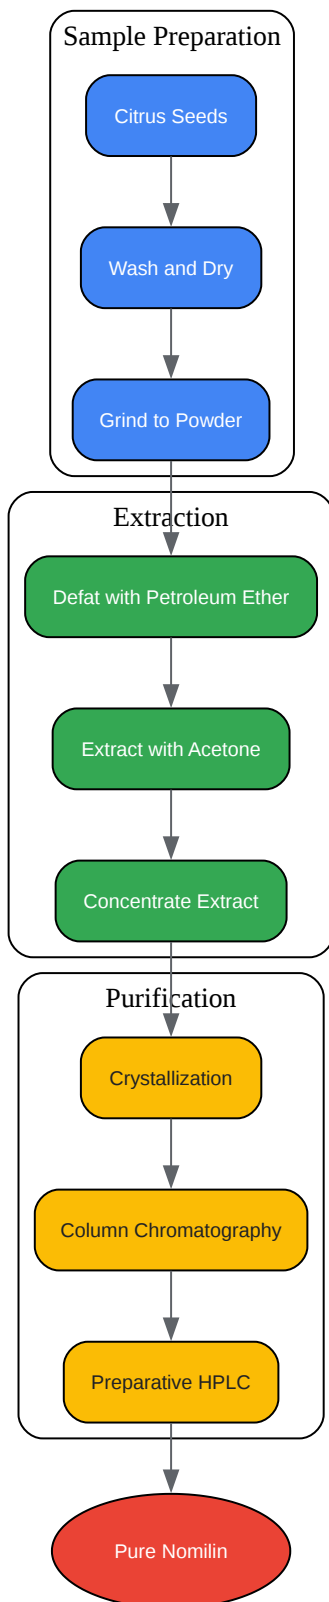 Sample Preparation
Citrus Seeds
Wash and Dry
Grind to Powder
Extraction
Defat with Petroleum Ether
Extract with Acetone
Concentrate Extract
Purification
Crystallization
Column Chromatography
Preparative HPLC
Pure Nomilin